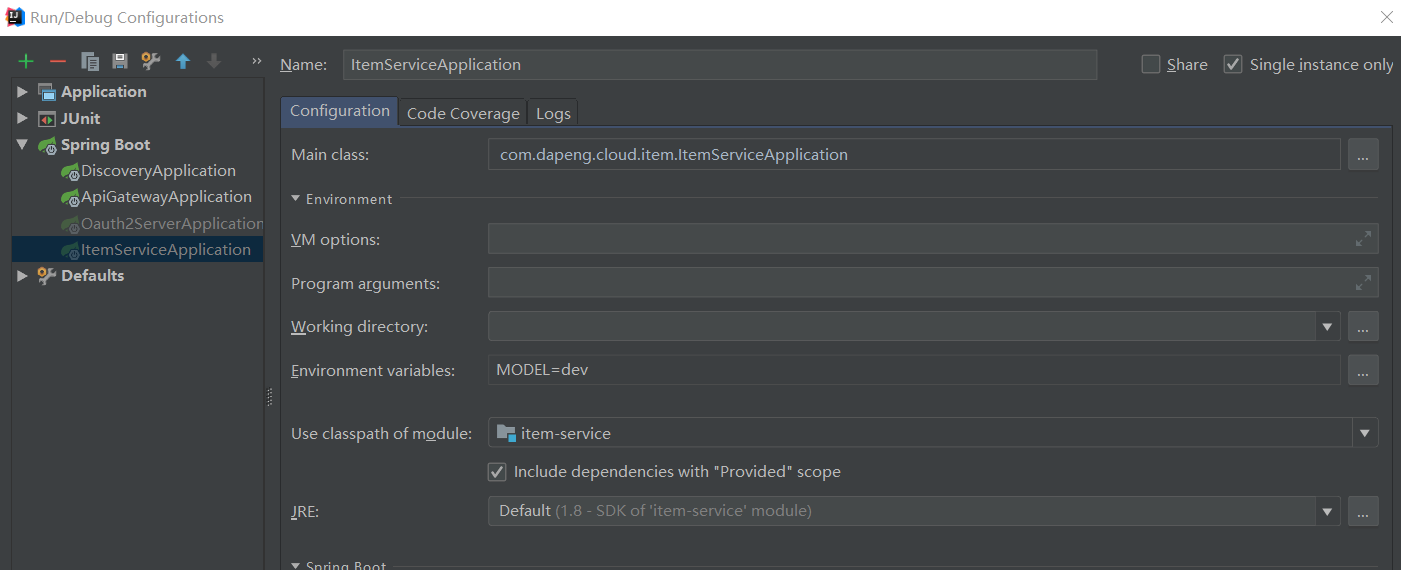 Run/Debug Configurations
Name: ItemServiceApplication Share Single instance only
Application
JUnit
Spring Boot
DiscoveryApplication
ApiGatewayApplication
Oauth2ServerApplication
ItemServiceApplication
Defaults
Configuration Code Coverage Logs
Main class: com.dapeng.cloud.item.ItemServiceApplication ...
Environment
VM options:
Program arguments:
Working directory: ...
Environment variables: MODEL=dev ...
Use classpath of module: item-service
Include dependencies with "Provided" scope
JRE: Default (1.8 - SDK of 'item-service' module) ...
Spring Boot